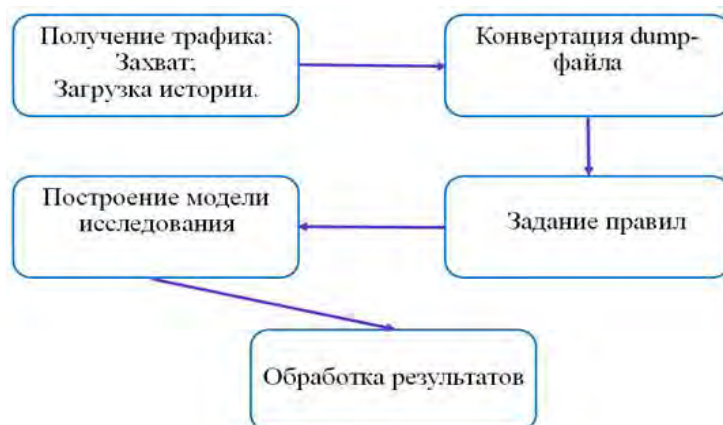 Получение трафика:
Захват;
Загрузка истории.
Конвертация dump-
файла
Задание правил
Построение модели
исследования
Обработка результатов